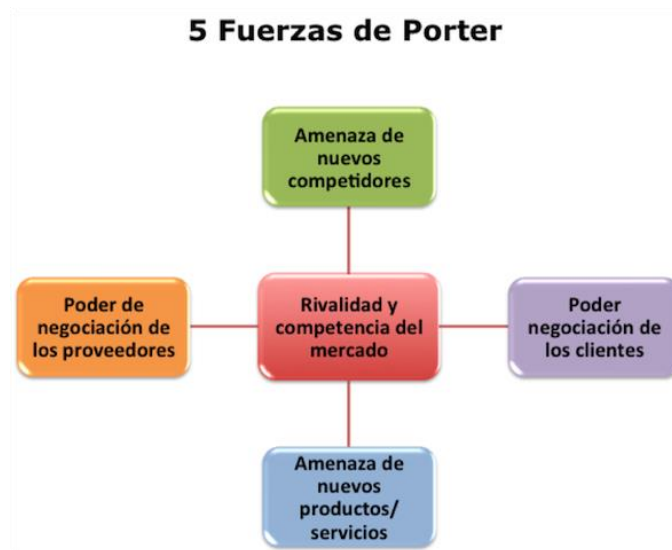 5 Fuerzas de Porter
Amenaza de
nuevos
competidores
Poder de
negociación de
los proveedores
Rivalidad y
competencia del
mercado
Poder
negociación de
los clientes
Amenaza de
nuevos
productos/
servicios